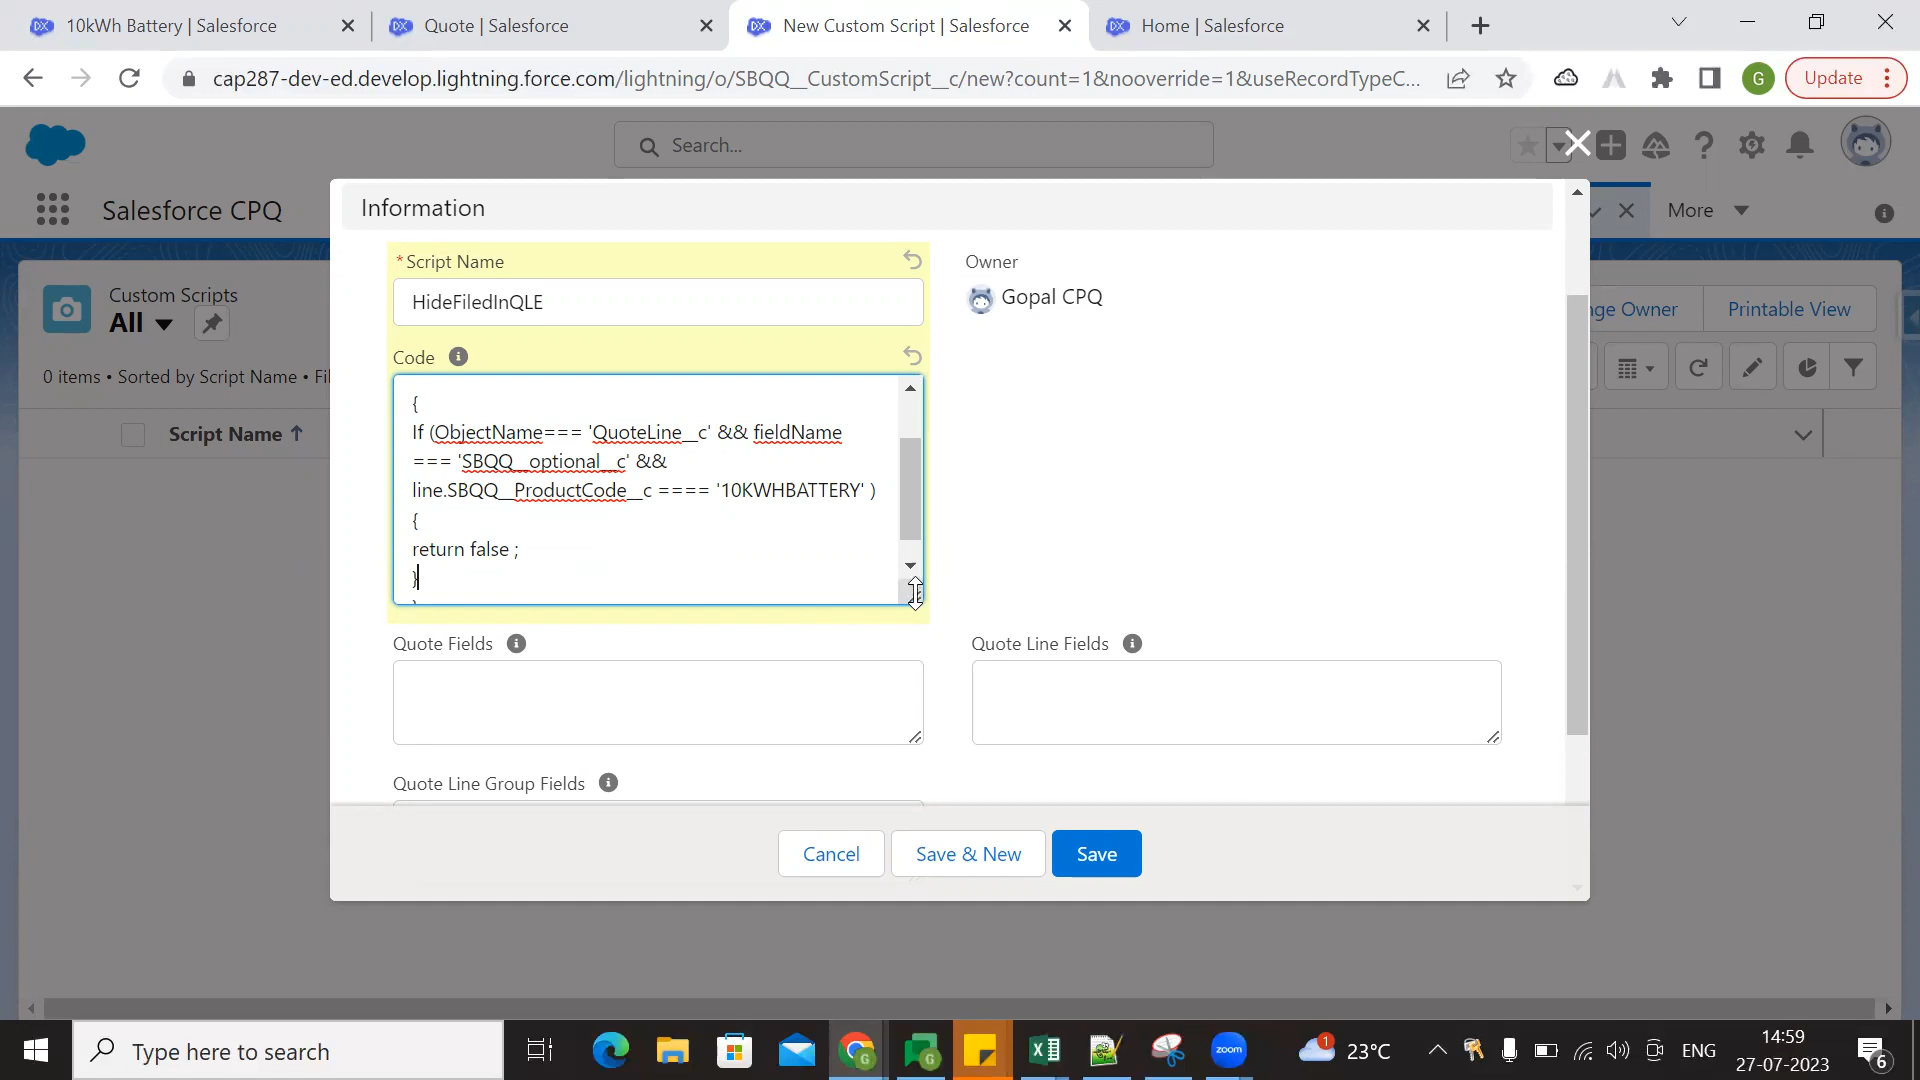 10kWh Battery | Salesforce
Quote | Salesforce
New Custom Script | Salesforce
Home | Salesforce
cap287-dev-ed.develop.lightning.force.com/lightning/o/SBQQ__CustomScript__c/new?count=1&nooverride=1&useRecordTypeC...
G
Update
Search...
Salesforce CPQ
More
Information
Custom Scripts
All
0 items • Sorted by Script Name • Fi
Script Name
Printable View
ge Owner
* Script Name
HideFiledInQLE
Owner
Gopal CPQ
Code
{
If (ObjectName=== 'QuoteLine__c' && fieldName
=== 'SBQQ__optional__c' &&
line.SBQQ__ProductCode__c ==== '10KWHBATTERY' )
{
return false ;
}
Quote Fields
Quote Line Fields
Quote Line Group Fields
Cancel
Save & New
Save
Type here to search
zoom
1
23°C
ENG
14:59
27-07-2023
6